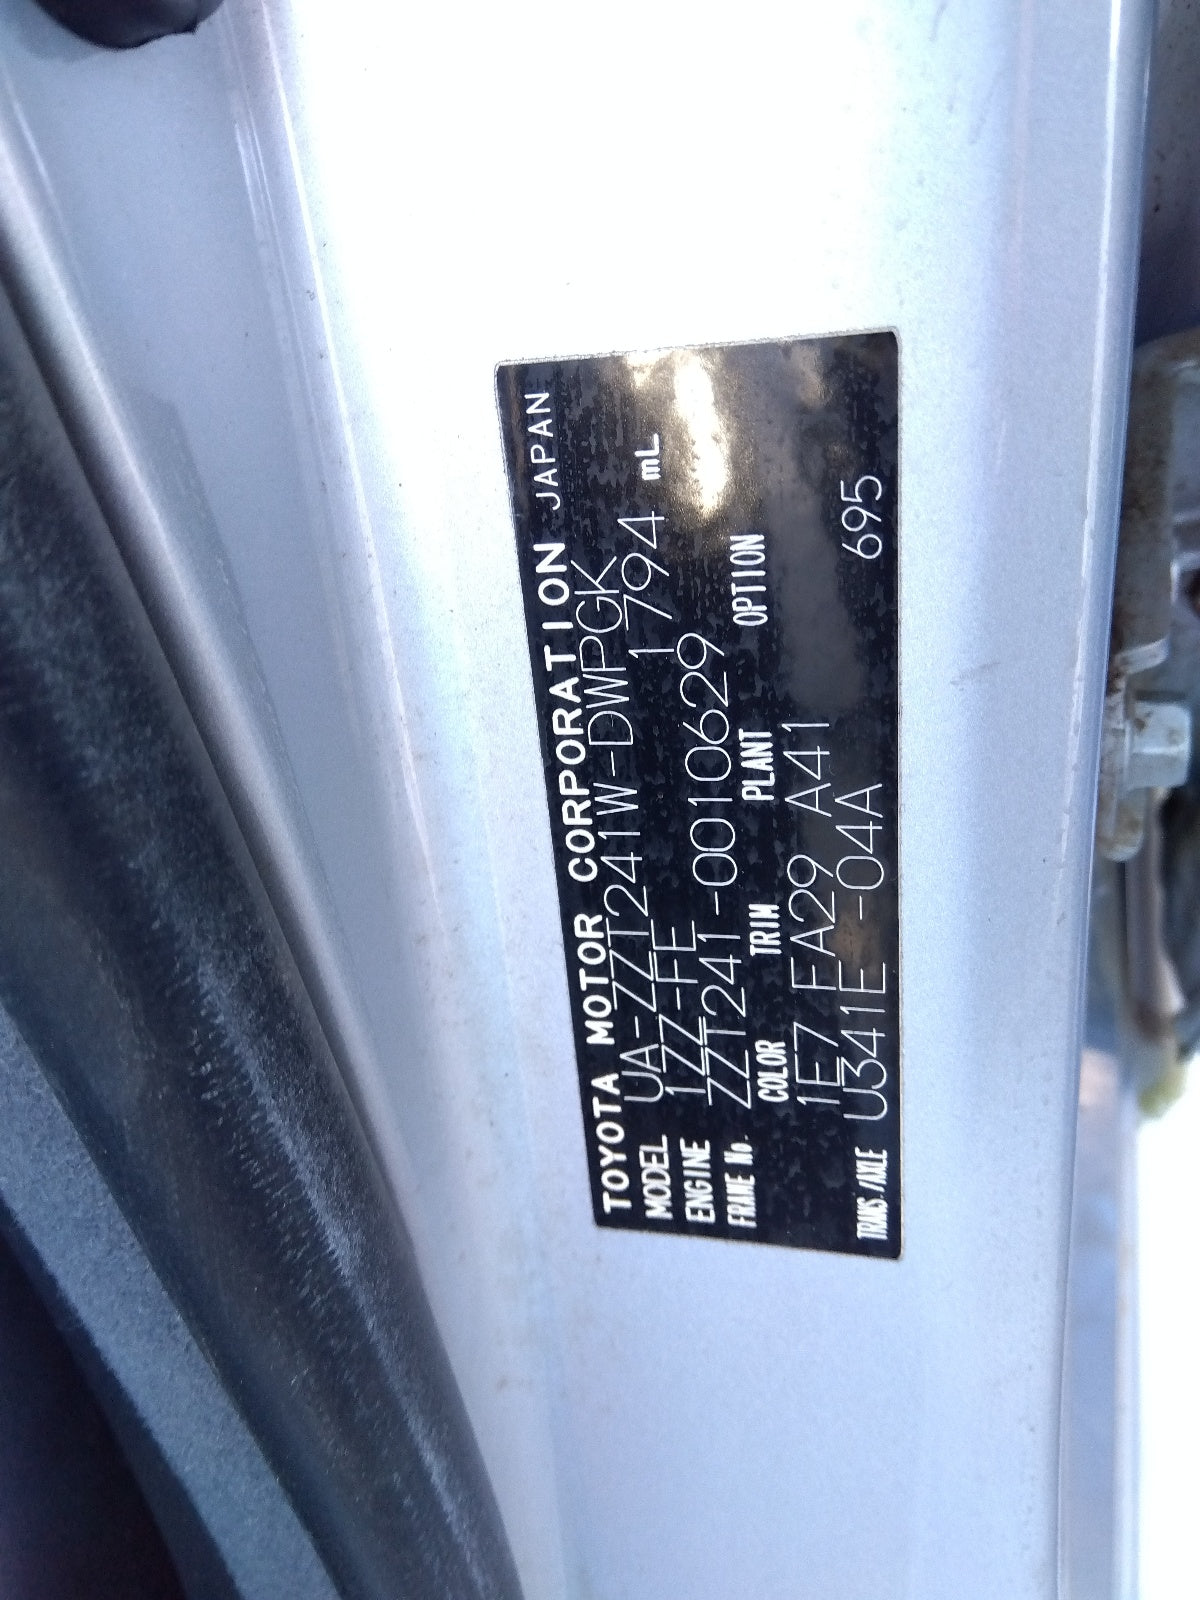 TOYOTA MOTOR CORPORATION JAPAN
MODEL UA-ZZT241W-DWPGK
ENGINE 1ZZ-FE 1794 mL
FRAME No. ZZT241-0010629
COLOR TRIM PLANT OPTION
1E7 FA29 A41
TRANS./AXLE U341E -04A 695